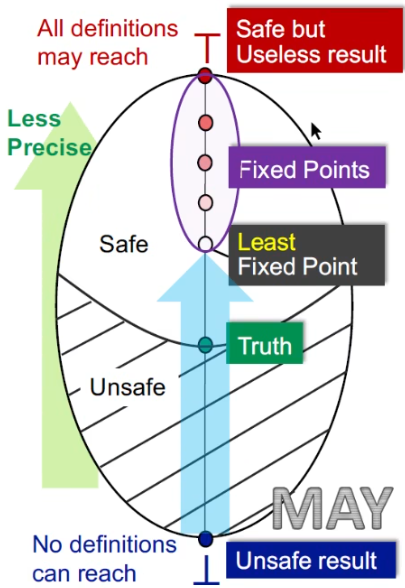 All definitions
may reach
⊤
Safe but
Useless result
Less
Precise
Fixed Points
Safe
Least
Fixed Point
Truth
Unsafe
MAY
No definitions
can reach
⊥
Unsafe result